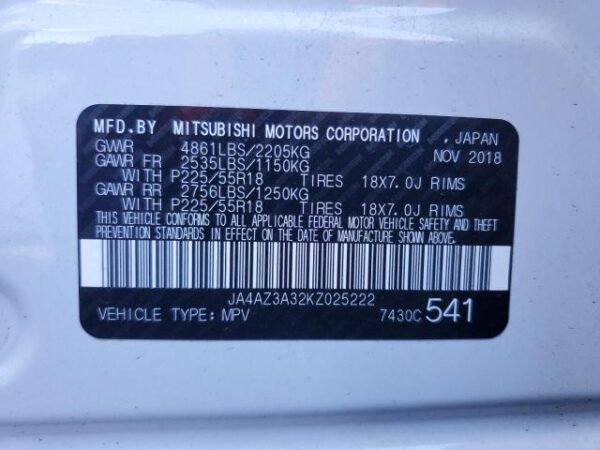 MFD.BY MITSUBISHI MOTORS CORPORATION , JAPAN
GVWR 4861LBS/2205KG NOV 2018
GAWR FR 2535LBS/1150KG
WITH P225/55R18 TIRES 18X7.0J RIMS
GAWR RR 2756LBS/1250KG
WITH P225/55R18 TIRES 18X7.0J RIMS
THIS VEHICLE CONFORMS TO ALL APPLICABLE FEDERAL MOTOR VEHICLE SAFETY AND THEFT
PREVENTION STANDARDS IN EFFECT ON THE DATE OF MANUFACTURE SHOWN ABOVE.
JA4AZ3A32KZ025222
VEHICLE TYPE: MPV 7430C 541